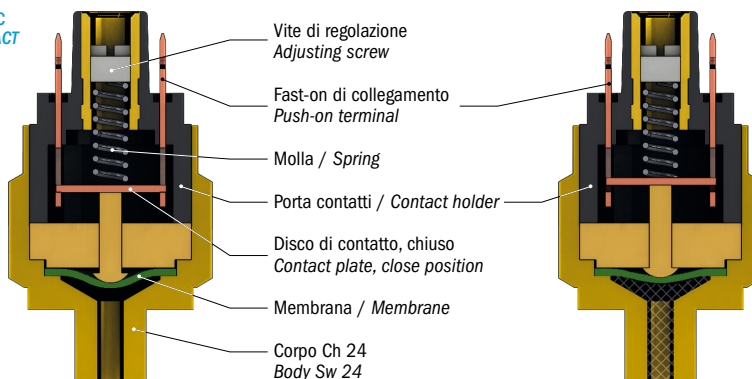 Vite di regolazione
Adjusting screw
Fast-on di collegamento
Push-on terminal
Molla / Spring
Porta contatti / Contact holder
Disco di contatto, chiuso
Contact plate, close position
Membrana / Membrane
Corpo Ch 24
Body Sw 24